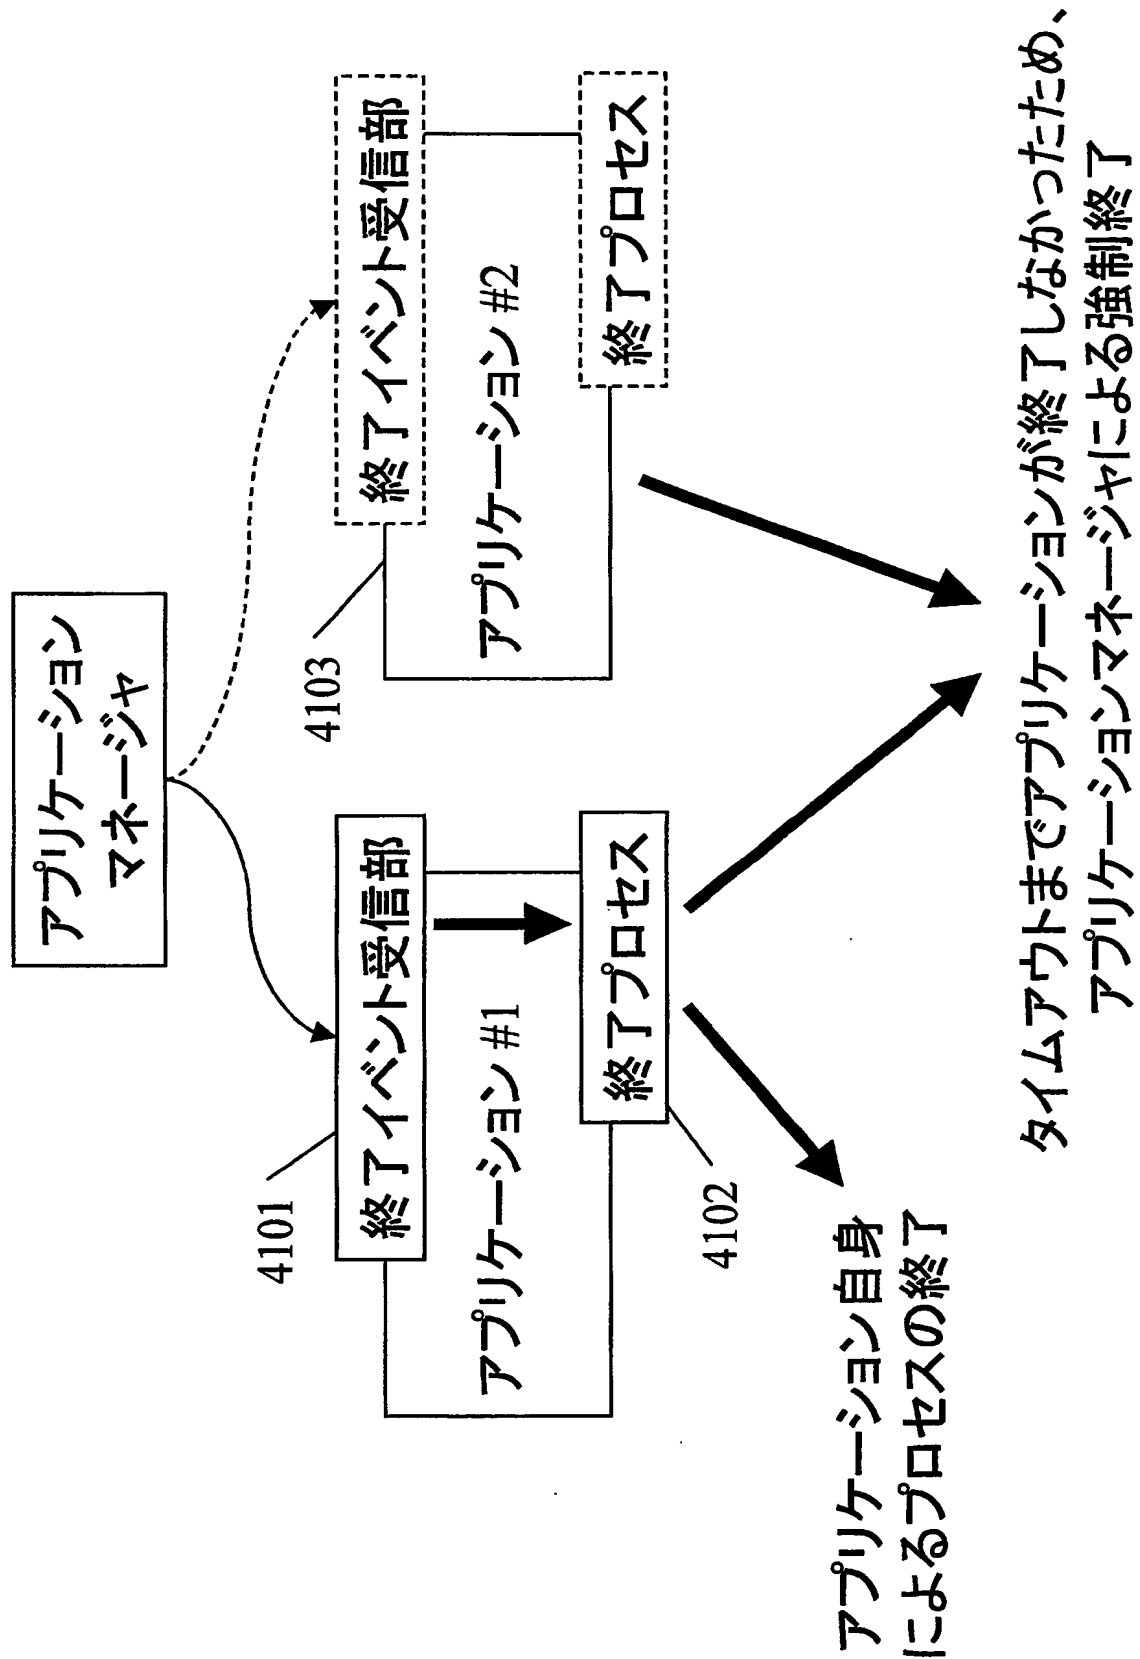 アプリケーション
マネージャ
4101
終了イベント受信部
アプリケーション #1
終了プロセス
4102
4103
終了イベント受信部
アプリケーション #2
終了プロセス
アプリケーション自身
によるプロセスの終了
タイムアウトまでアプリケーションが終了しなかったため、
アプリケーションマネージャによる強制終了